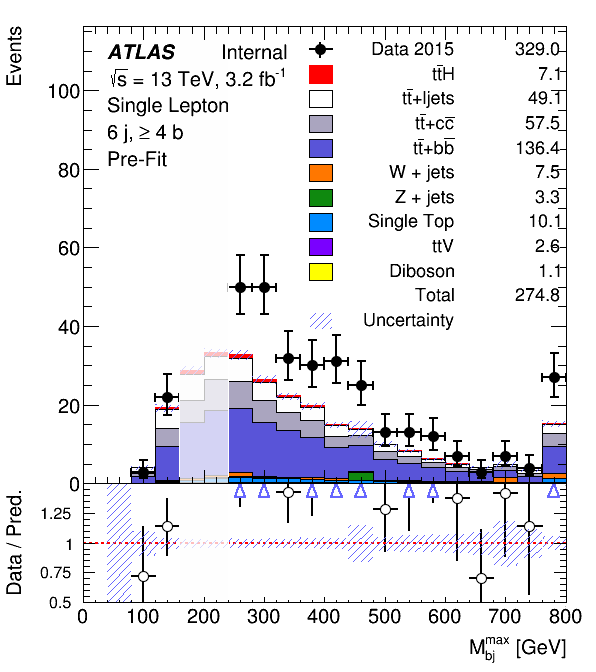 Events
ATLAS Internal
√s = 13 TeV, 3.2 fb⁻¹
Single Lepton
6 j, ≥ 4 b
Pre-Fit
Data 2015 329.0
tt̄H 7.1
tt̄+ljets 49.1
tt̄+cc̄ 57.5
tt̄+bb̄ 136.4
W + jets 7.5
Z + jets 3.3
Single Top 10.1
ttV 2.6
Diboson 1.1
Total 274.8
Uncertainty
100
80
60
40
20
0
Data / Pred.
1.25
1
0.75
0.5
0 100 200 300 400 500 600 700 800
M_bj^max [GeV]